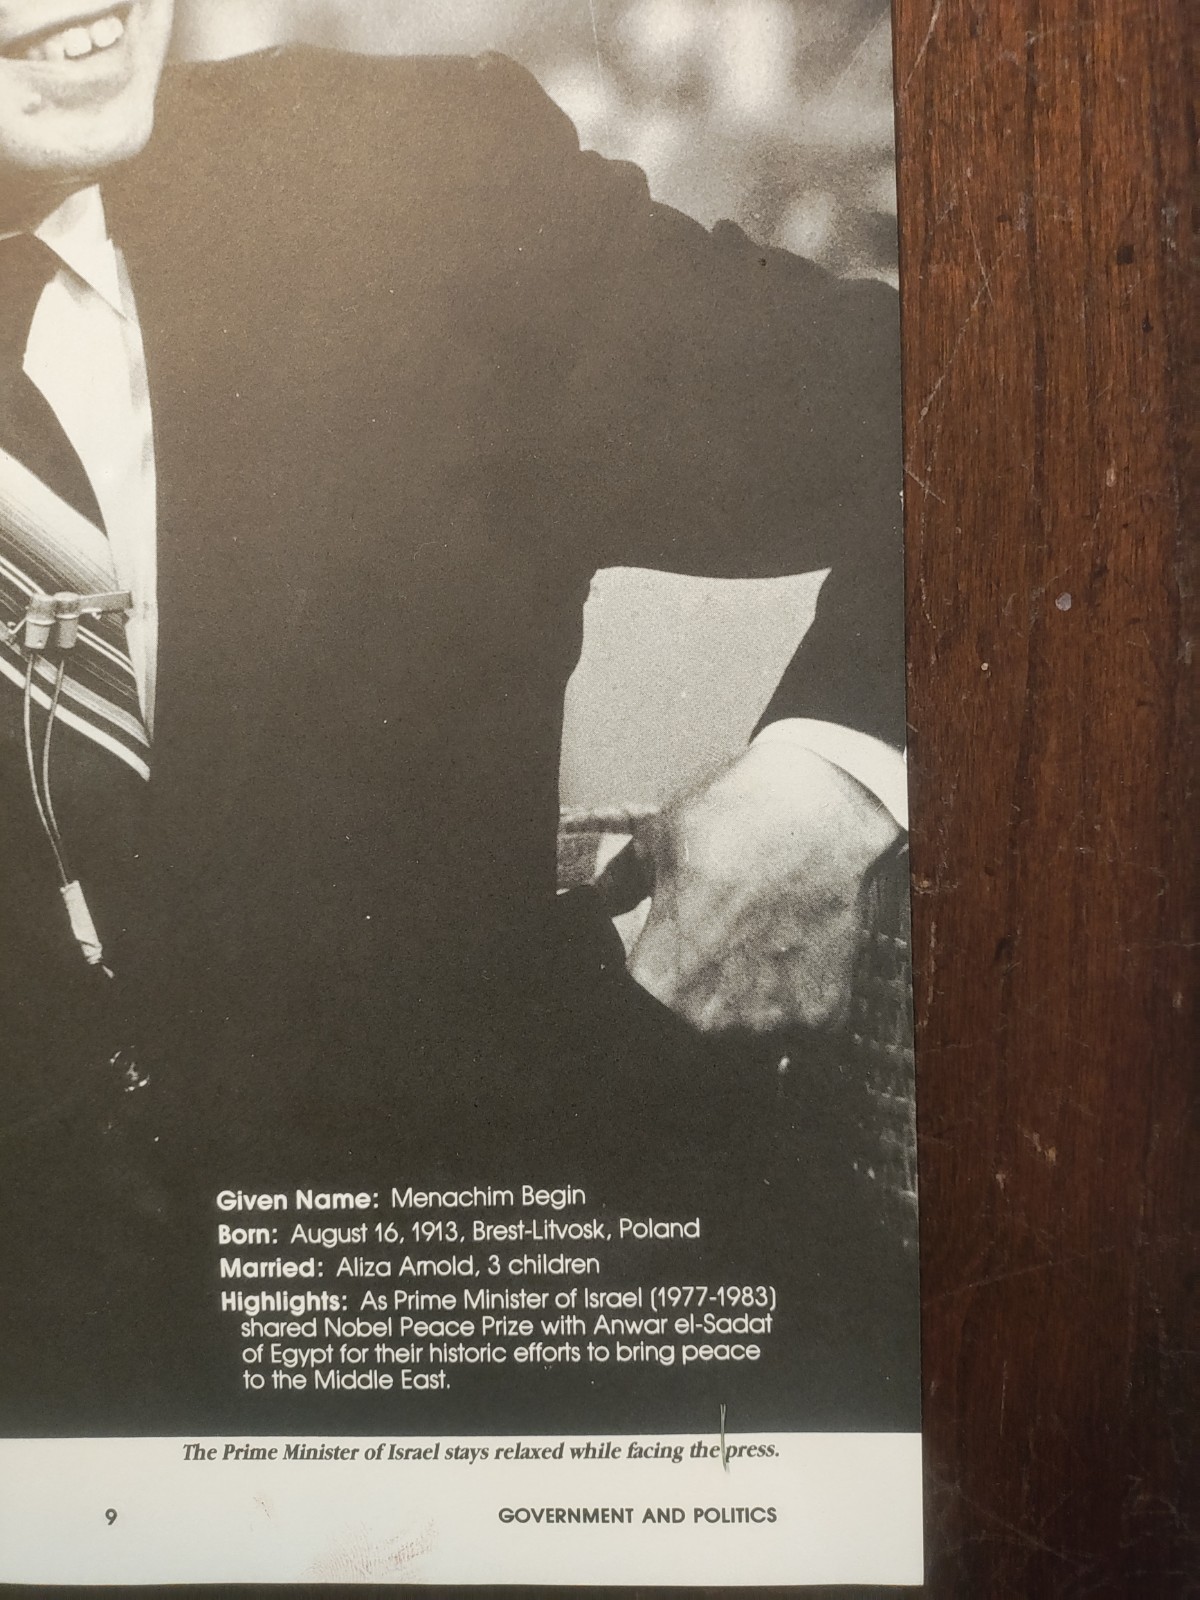 Given Name: Menachim Begin
Born: August 16, 1913, Brest-Litvosk, Poland
Married: Aliza Arnold, 3 children
Highlights: As Prime Minister of Israel (1977-1983)
shared Nobel Peace Prize with Anwar el-Sadat
of Egypt for their historic efforts to bring peace
to the Middle East.
The Prime Minister of Israel stays relaxed while facing the press.
9 GOVERNMENT AND POLITICS